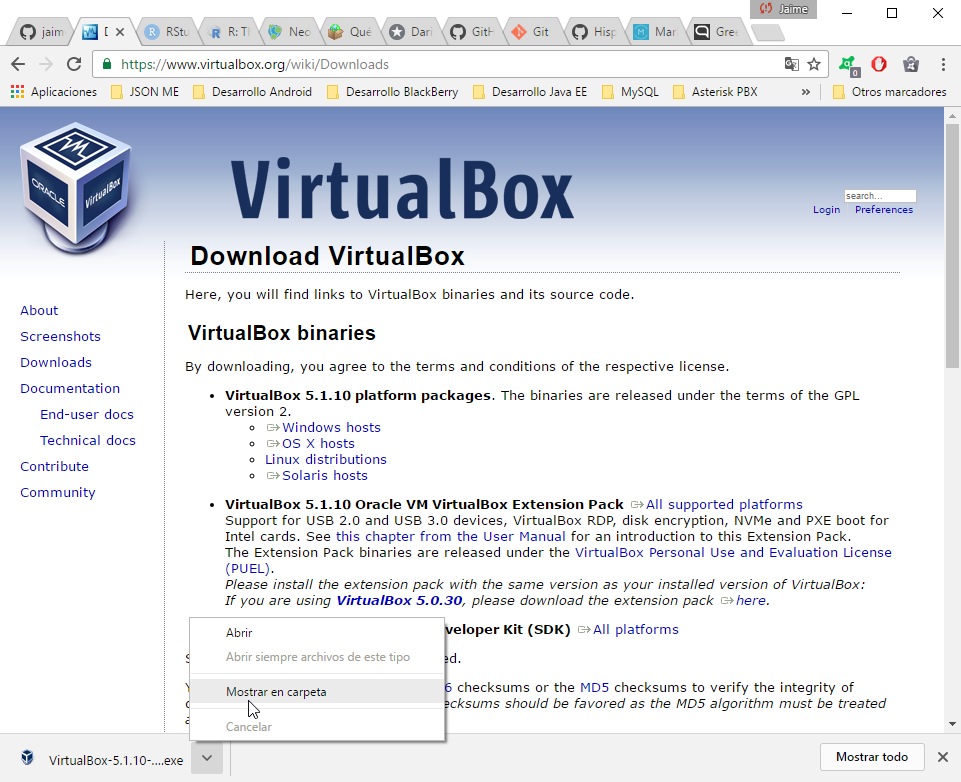 Jaime
jaim
RStu
R: Tl
Neo
Qué
Dari
GitH
Git
Hisp
Mar
Gre
https://www.virtualbox.org/wiki/Downloads
0
Aplicaciones
JSON ME
Desarrollo Android
Desarrollo BlackBerry
Desarrollo Java EE
MySQL
Asterisk PBX
»
Otros marcadores
ORACLE
VirtualBox
VirtualBox
search...
Login
Preferences
Download VirtualBox
Here, you will find links to VirtualBox binaries and its source code.
About
Screenshots
Downloads
Documentation
End-user docs
Technical docs
Contribute
Community
VirtualBox binaries
By downloading, you agree to the terms and conditions of the respective license.
• VirtualBox 5.1.10 platform packages. The binaries are released under the terms of the GPL
version 2.
Windows hosts
OS X hosts
Linux distributions
Solaris hosts
• VirtualBox 5.1.10 Oracle VM VirtualBox Extension Pack All supported platforms
Support for USB 2.0 and USB 3.0 devices, VirtualBox RDP, disk encryption, NVMe and PXE boot for
Intel cards. See this chapter from the User Manual for an introduction to this Extension Pack.
The Extension Pack binaries are released under the VirtualBox Personal Use and Evaluation License
(PUEL).
Please install the extension pack with the same version as your installed version of VirtualBox:
If you are using VirtualBox 5.0.30, please download the extension pack here.
veloper Kit (SDK) All platforms
ed.
6 checksums or the MD5 checksums to verify the integrity of
ecksums should be favored as the MD5 algorithm must be treated
Abrir
Abrir siempre archivos de este tipo
Mostrar en carpeta
Cancelar
VirtualBox-5.1.10-....exe
Mostrar todo